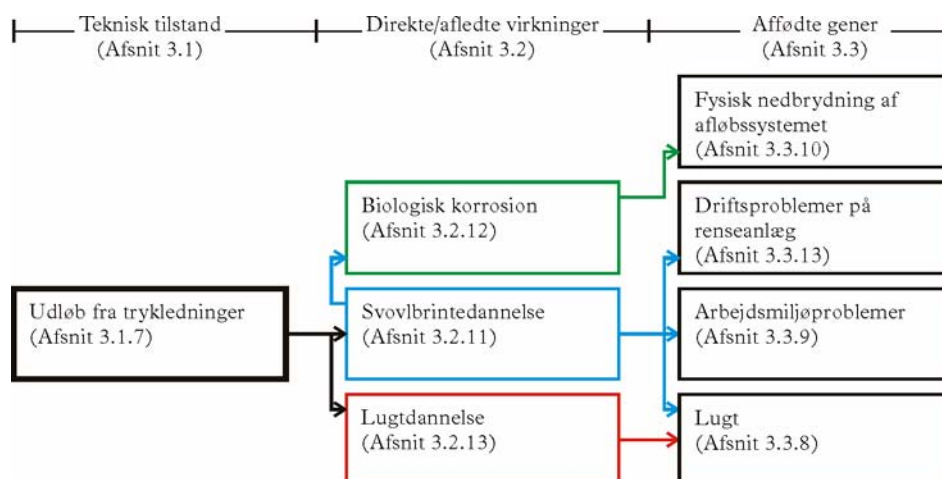 Teknisk tilstand
(Afsnit 3.1)
Direkte/afledte virkninger
(Afsnit 3.2)
Affødte gener
(Afsnit 3.3)
Fysisk nedbrydning af
afløbssystemet
(Afsnit 3.3.10)
Biologisk korrosion
(Afsnit 3.2.12)
Driftsproblemer på
renseanlæg
(Afsnit 3.3.13)
Udløb fra trykledninger
(Afsnit 3.1.7)
Svovlbrintedannelse
(Afsnit 3.2.11)
Arbejdsmiljøproblemer
(Afsnit 3.3.9)
Lugtdannelse
(Afsnit 3.2.13)
Lugt
(Afsnit 3.3.8)